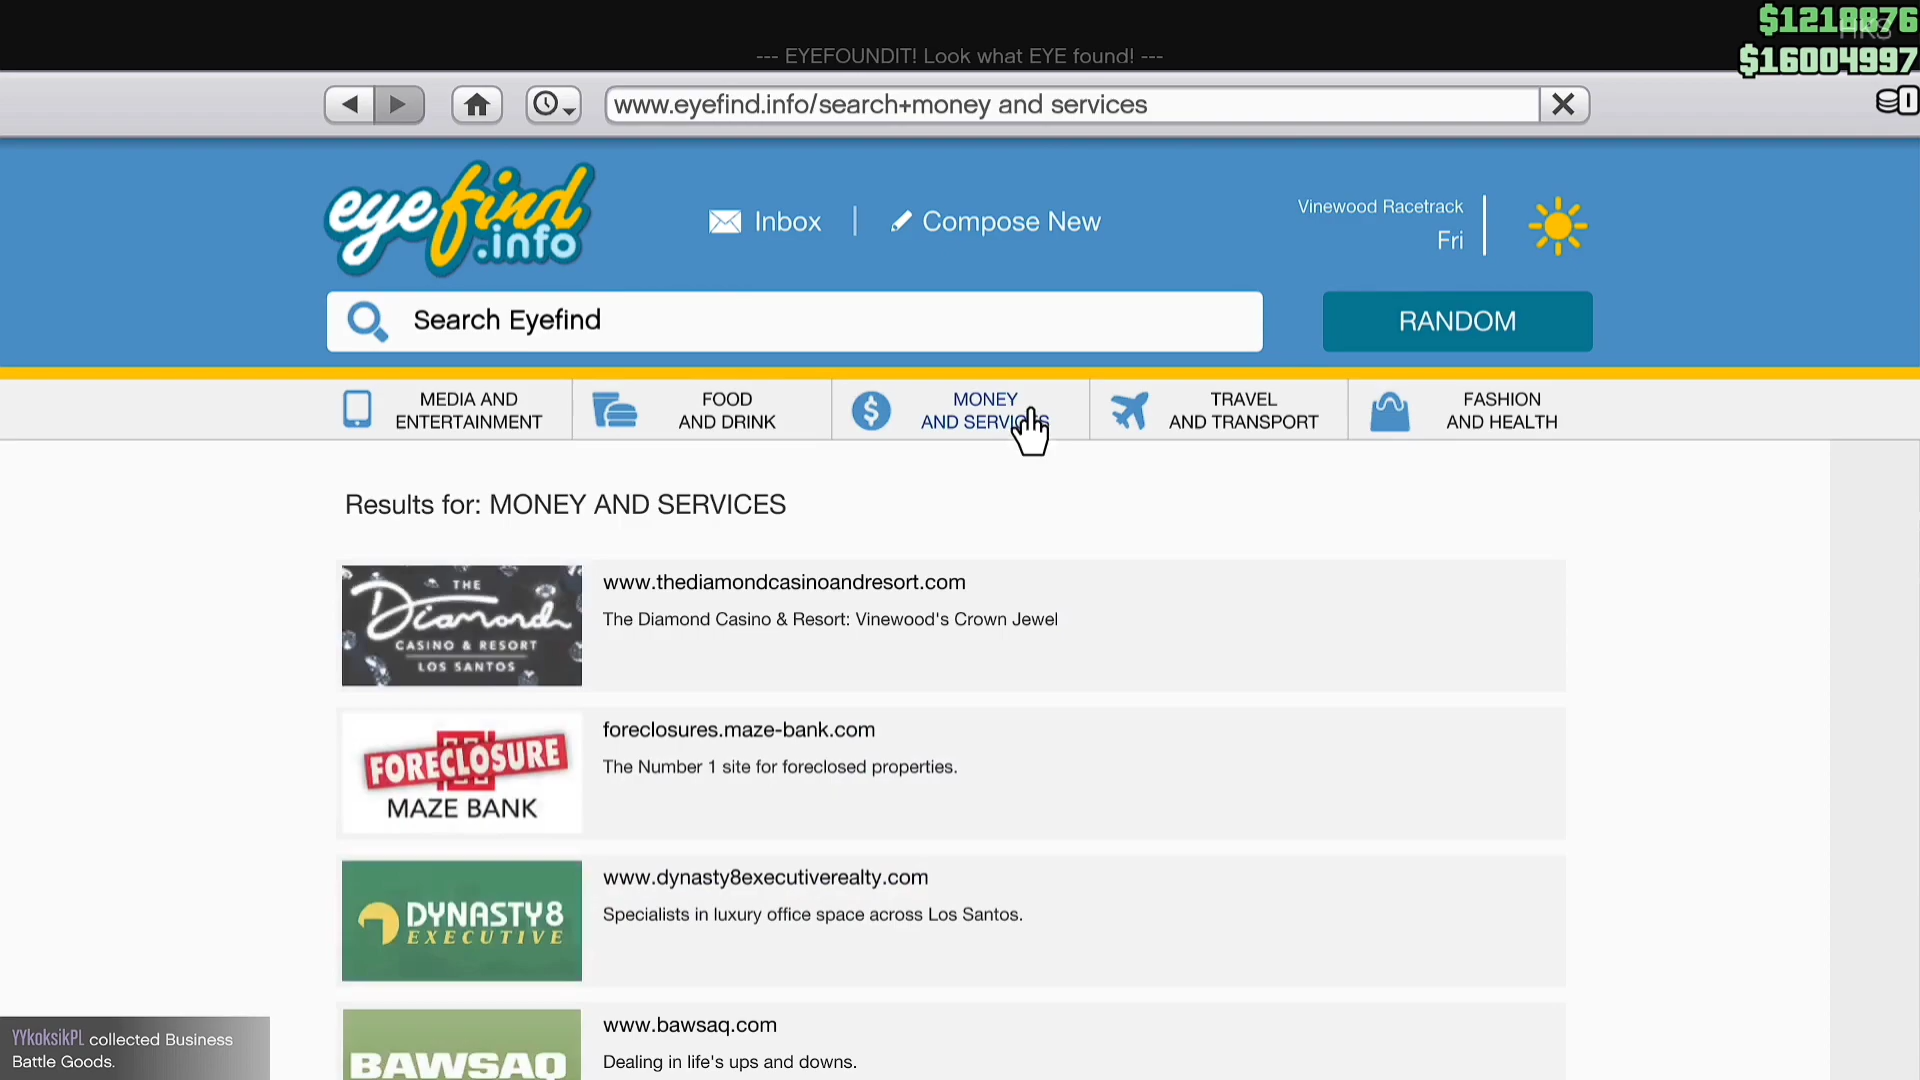 $1218876
--- EYEFOUNDIT! Look what EYE found! ---
$16004997
www.eyefind.info/search+money and services
1
eyefind
.info
Inbox
Compose New
Vinewood Racetrack
Fri
Search Eyefind
RANDOM
MEDIA AND
ENTERTAINMENT
FOOD
AND DRINK
MONEY
AND SERVICES
TRAVEL
AND TRANSPORT
FASHION
AND HEALTH
Results for: MONEY AND SERVICES
THE
Diamond
CASINO & RESORT
LOS SANTOS
www.thediamondcasinoandresort.com
The Diamond Casino & Resort: Vinewood's Crown Jewel
FORECLOSURE
MAZE BANK
foreclosures.maze-bank.com
The Number 1 site for foreclosed properties.
DYNASTY8
EXECUTIVE
www.dynasty8executiverealty.com
Specialists in luxury office space across Los Santos.
BAWSAQ
www.bawsaq.com
Dealing in life's ups and downs.
YYkoksikPL collected Business
Battle Goods.